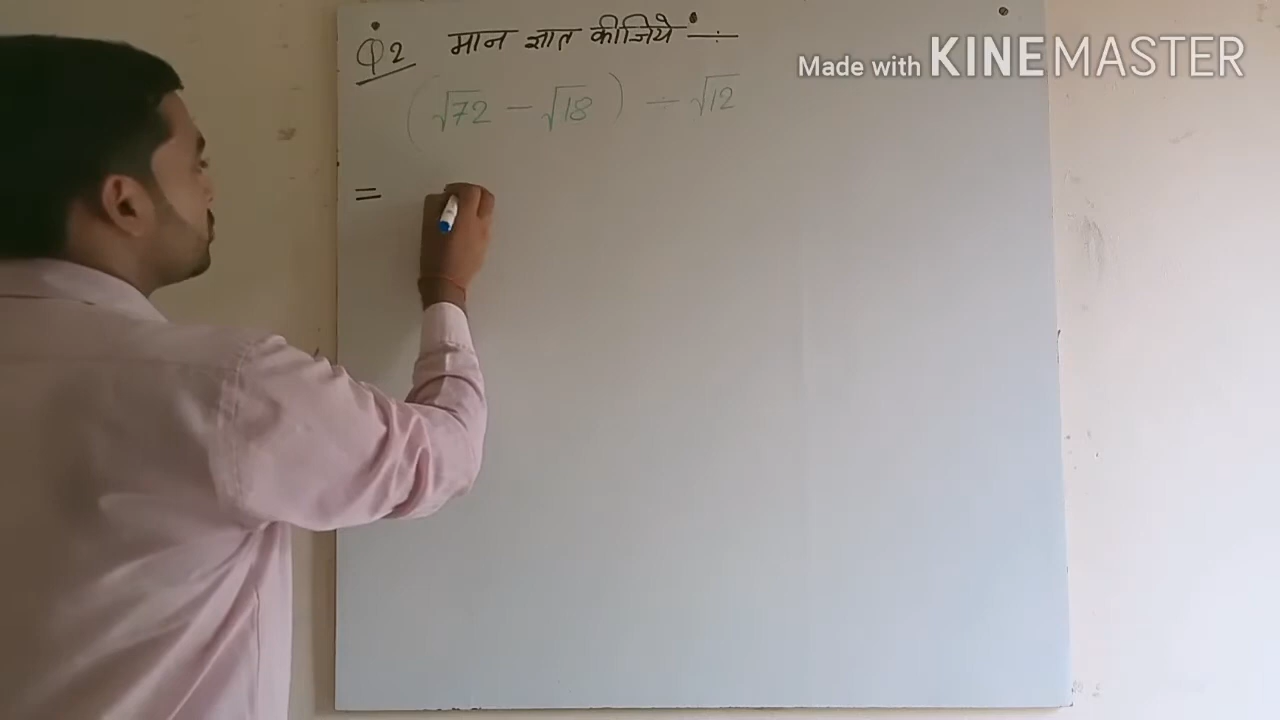 Q2 मान ज्ञात कीजिये ÷
(√72 − √18) ÷ √12
=
Made with KINEMASTER